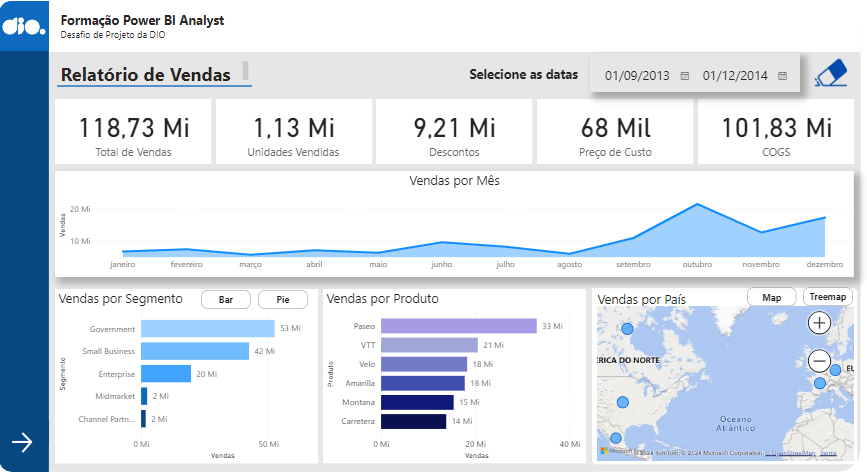 dio.
Formação Power BI Analyst
Desafio de Projeto da DIO
Relatório de Vendas
Selecione as datas
01/09/2013
01/12/2014
118,73 Mi
Total de Vendas
1,13 Mi
Unidades Vendidas
9,21 Mi
Descontos
68 Mil
Preço de Custo
101,83 Mi
COGS
Vendas por Mês
Vendas
20 Mi
10 Mi
janeiro fevereiro março abril maio junho julho agosto setembro outubro novembro dezembro
Vendas por Segmento
Bar
Pie
Segmento
Government 53 Mi
Small Business 42 Mi
Enterprise 20 Mi
Midmarket 2 Mi
Channel Partn... 2 Mi
0 Mi 50 Mi
Vendas
Vendas por Produto
Produto
Paseo 33 Mi
VTT 21 Mi
Velo 18 Mi
Amarilla 18 Mi
Montana 15 Mi
Carretera 14 Mi
0 Mi 20 Mi 40 Mi
Vendas
Vendas por País
Map
Treemap
ÉRICA DO NORTE
Oceano
Atlântico
© 2024 TomTom, © 2024 Microsoft Corporation, © OpenStreetMap Terms